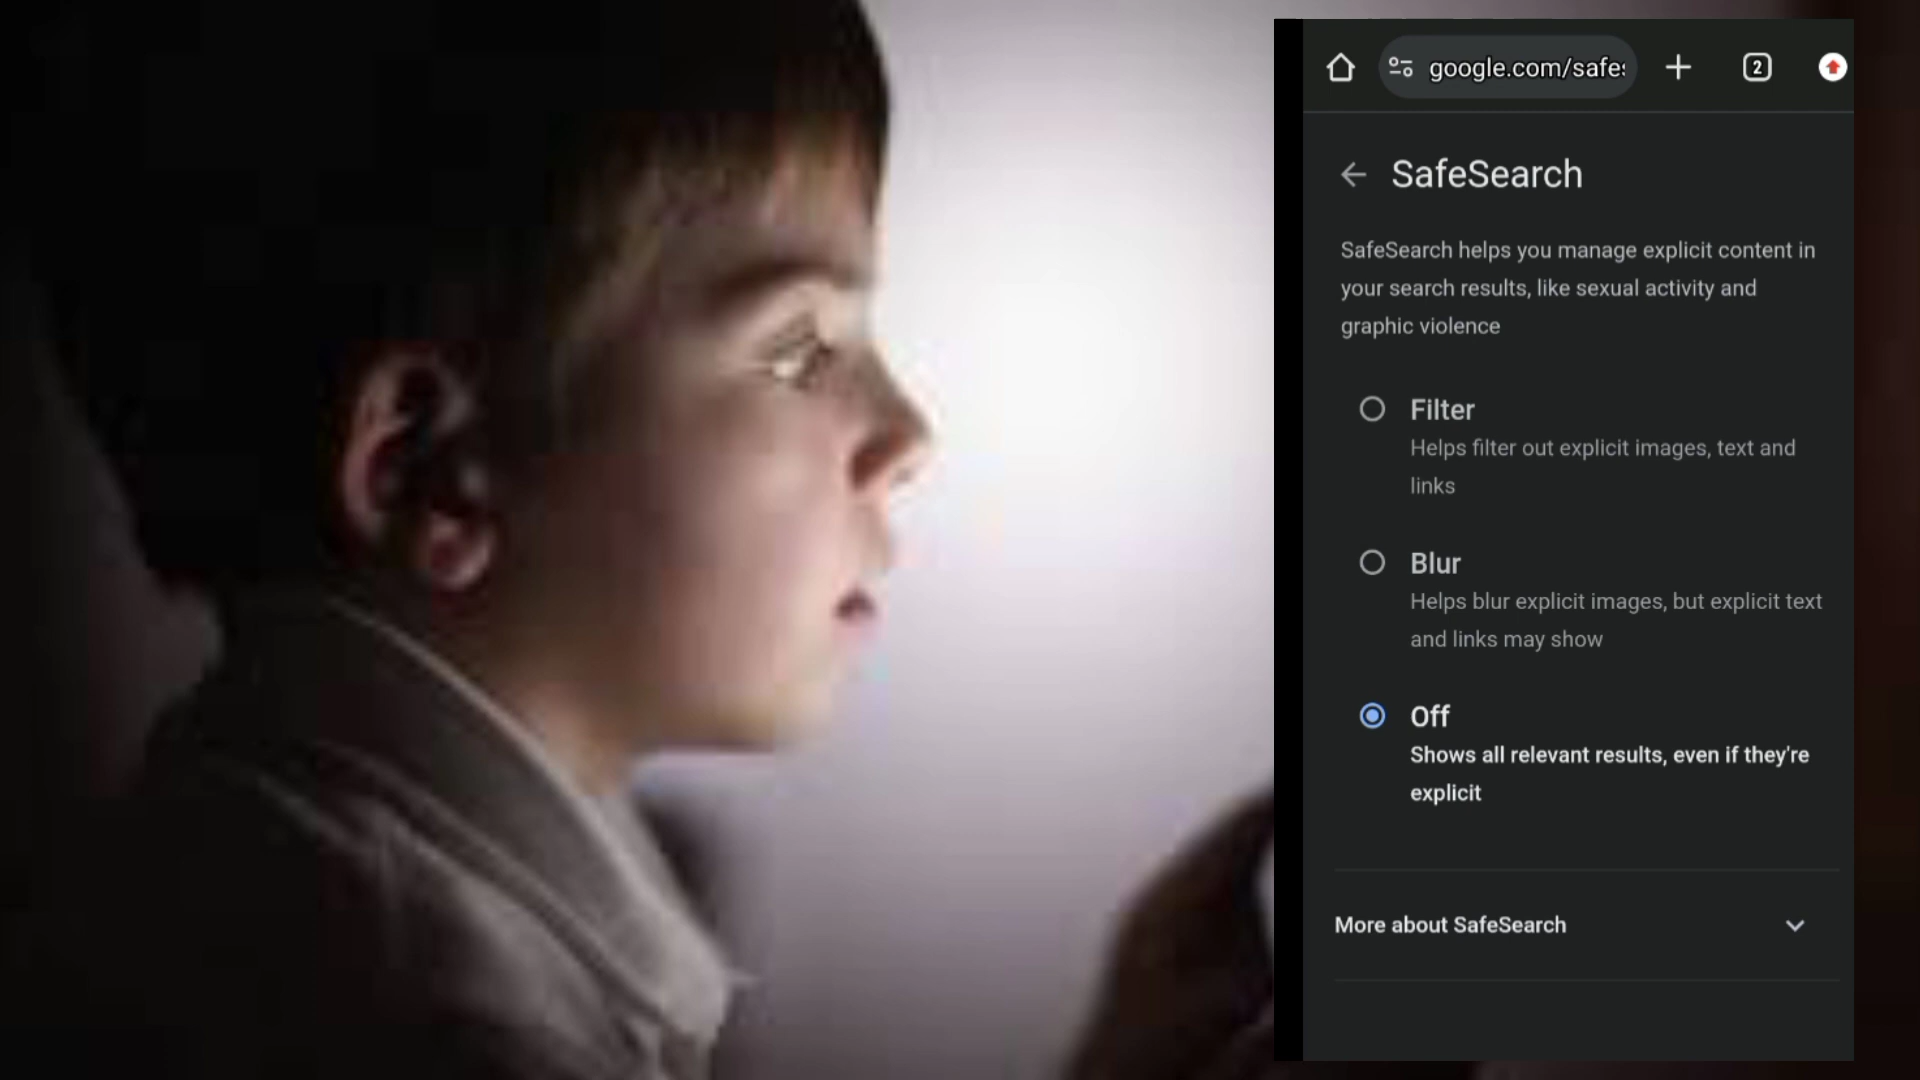 google.com/safe
2
SafeSearch
SafeSearch helps you manage explicit content in
your search results, like sexual activity and
graphic violence
Filter
Helps filter out explicit images, text and
links
Blur
Helps blur explicit images, but explicit text
and links may show
Off
Shows all relevant results, even if they're
explicit
More about SafeSearch